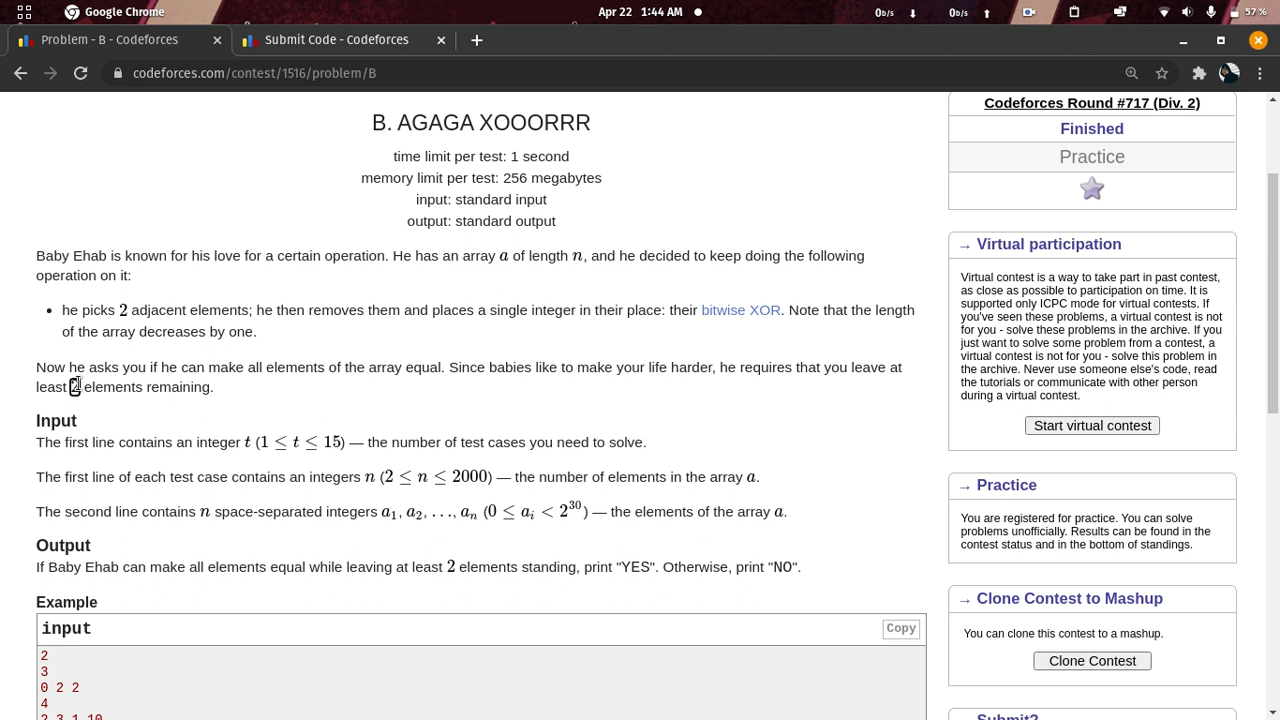 Google Chrome
Apr 22 1:44 AM
0b/s 0b/s 57 %
Problem - B - Codeforces
Submit Code - Codeforces
codeforces.com/contest/1516/problem/B
B. AGAGA XOOORRR
time limit per test: 1 second
memory limit per test: 256 megabytes
input: standard input
output: standard output
Baby Ehab is known for his love for a certain operation. He has an array a of length n, and he decided to keep doing the following
operation on it:
• he picks 2 adjacent elements; he then removes them and places a single integer in their place: their bitwise XOR. Note that the length
of the array decreases by one.
Now he asks you if he can make all elements of the array equal. Since babies like to make your life harder, he requires that you leave at
least 2 elements remaining.
Input
The first line contains an integer t (1 ≤ t ≤ 15) — the number of test cases you need to solve.
The first line of each test case contains an integers n (2 ≤ n ≤ 2000) — the number of elements in the array a.
The second line contains n space-separated integers a₁, a₂, …, aₙ (0 ≤ aᵢ < 2³⁰) — the elements of the array a.
Output
If Baby Ehab can make all elements equal while leaving at least 2 elements standing, print "YES". Otherwise, print "NO".
Example
input
Copy
2
3
0 2 2
4
2 3 1 10
Codeforces Round #717 (Div. 2)
Finished
Practice
→ Virtual participation
Virtual contest is a way to take part in past contest,
as close as possible to participation on time. It is
supported only ICPC mode for virtual contests. If
you've seen these problems, a virtual contest is not
for you - solve these problems in the archive. If you
just want to solve some problem from a contest, a
virtual contest is not for you - solve this problem in
the archive. Never use someone else's code, read
the tutorials or communicate with other person
during a virtual contest.
Start virtual contest
→ Practice
You are registered for practice. You can solve
problems unofficially. Results can be found in the
contest status and in the bottom of standings.
→ Clone Contest to Mashup
You can clone this contest to a mashup.
Clone Contest
→ Submit?